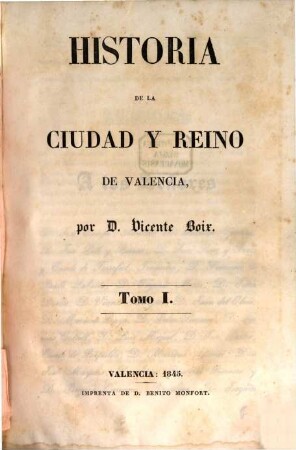 HISTORIA
DE LA
CIUDAD Y REINO
DE VALENCIA,
por D. Vicente Boix.
Tomo I.
VALENCIA: 1845.
IMPRENTA DE D. BENITO MONFORT.